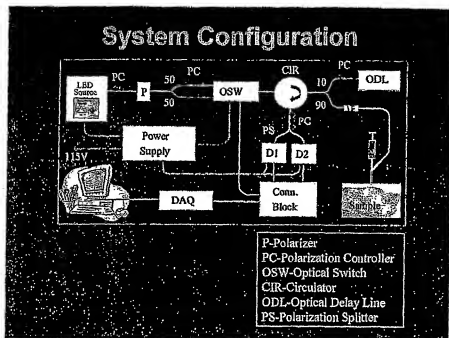 System Configuration
PC
50
PC
CIR
10
PC
LED
Source
P
OSW
ODL
50
90
PS
PC
115V
Power
Supply
D1
D2
DAQ
Conn.
Block
Sample
P-Polarizer
PC-Polarization Controller
OSW-Optical Switch
CIR-Circulator
ODL-Optical Delay Line
PS-Polarization Splitter